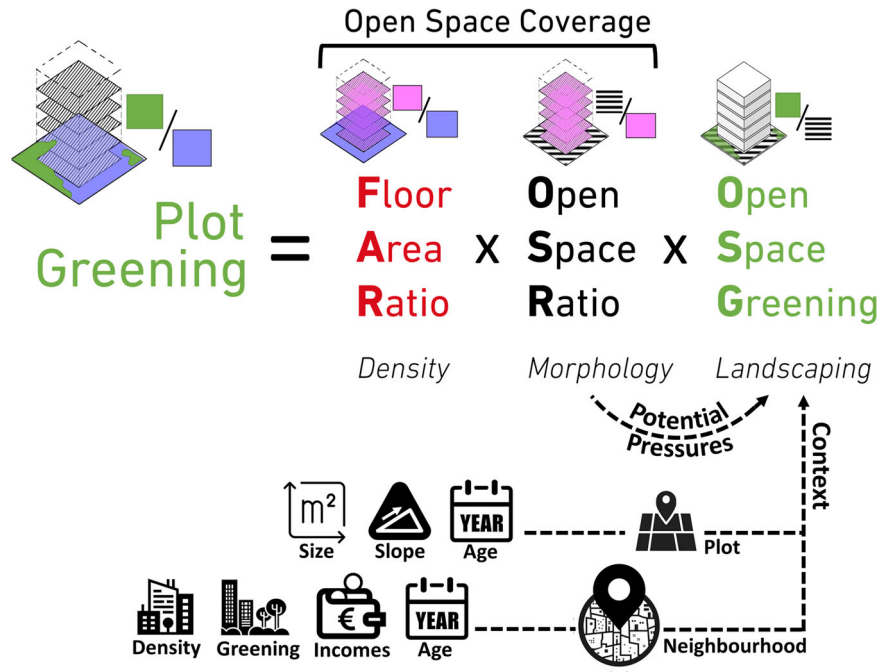 Open Space Coverage
Plot
Greening
=
Floor
Area
Ratio
x
Open
Space
Ratio
x
Open
Space
Greening
Density
Morphology
Landscaping
Potential
Pressures
Context
m²
YEAR
Size
Slope
Age
Plot
€
YEAR
Density
Greening
Incomes
Age
Neighbourhood